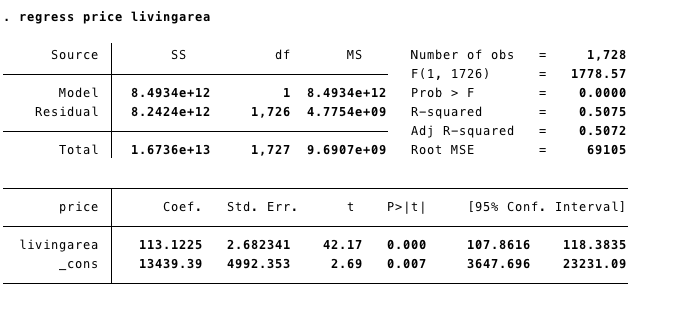 . regress price livingarea
Source SS df MS Number of obs = 1,728
F(1, 1726) = 1778.57
Model 8.4934e+12 1 8.4934e+12 Prob > F = 0.0000
Residual 8.2424e+12 1,726 4.7754e+09 R-squared = 0.5075
Adj R-squared = 0.5072
Total 1.6736e+13 1,727 9.6907e+09 Root MSE = 69105
price Coef. Std. Err. t P>|t| [95% Conf. Interval]
livingarea 113.1225 2.682341 42.17 0.000 107.8616 118.3835
_cons 13439.39 4992.353 2.69 0.007 3647.696 23231.09